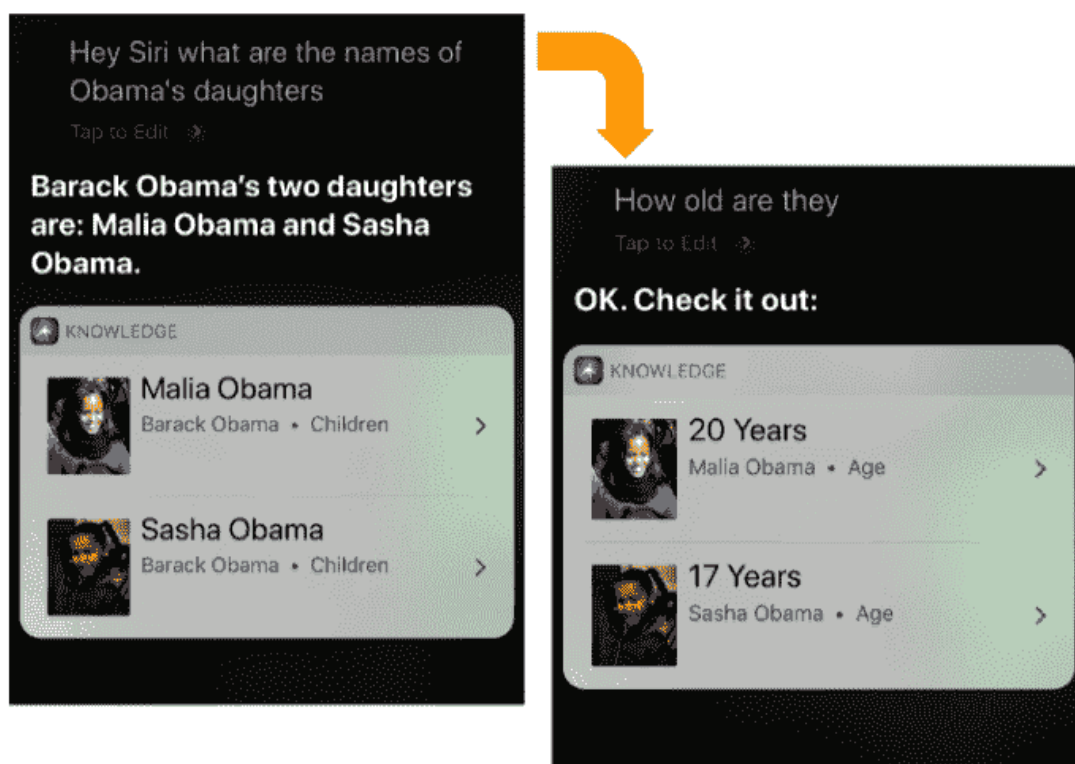 Hey Siri what are the names of
Obama's daughters
Tap to Edit
Barack Obama's two daughters
are: Malia Obama and Sasha
Obama.
KNOWLEDGE
Malia Obama
Barack Obama • Children
Sasha Obama
Barack Obama • Children
How old are they
Tap to Edit
OK. Check it out:
KNOWLEDGE
20 Years
Malia Obama • Age
17 Years
Sasha Obama • Age